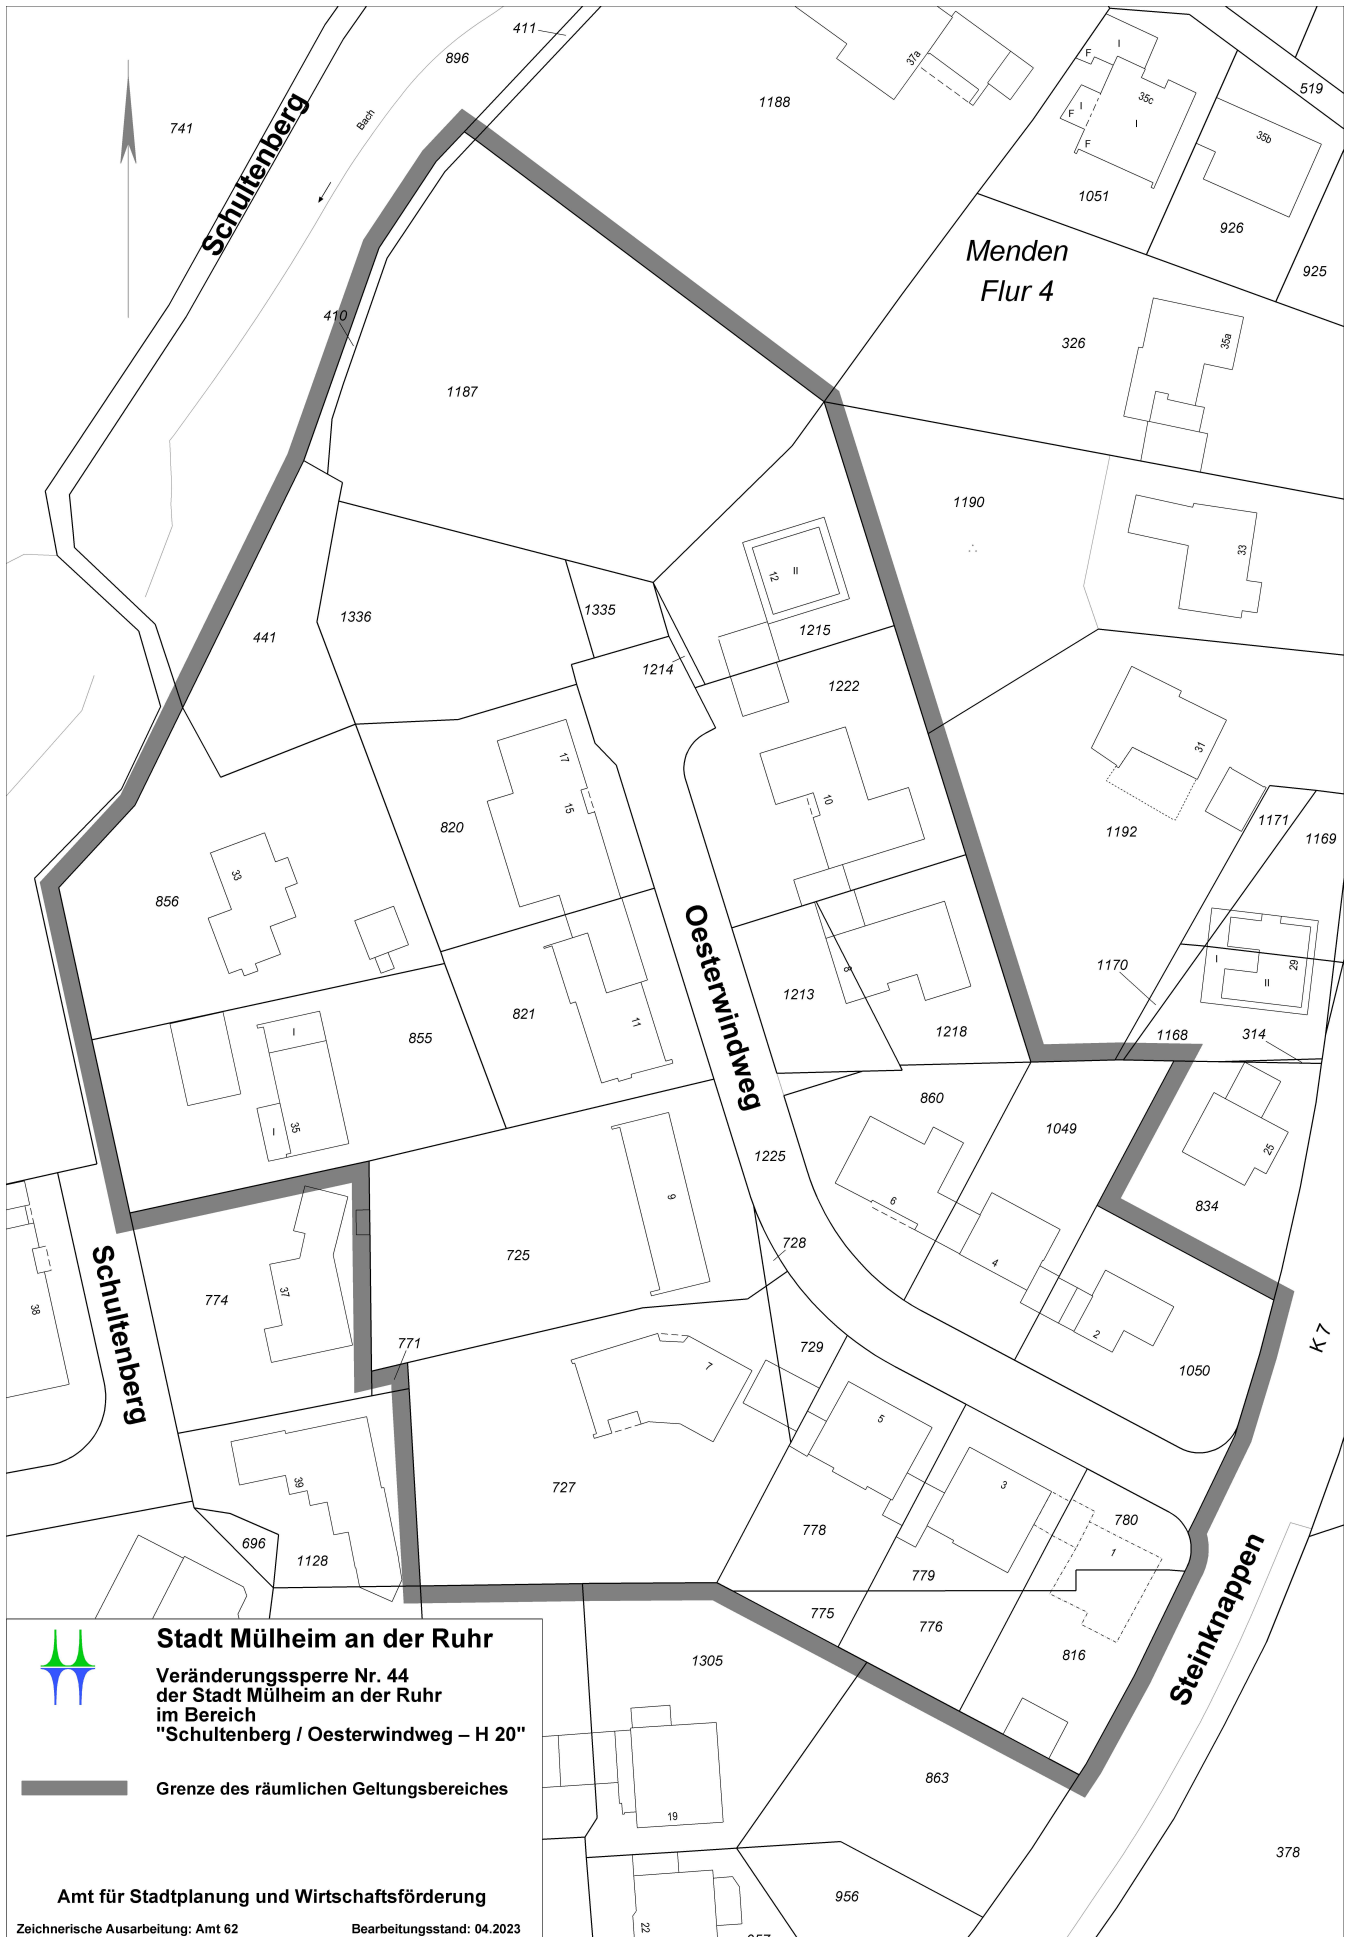 411
896
741
Bach
Schultenberg
1188
37a
F
I
35c
I
F
I
F
519
35b
1051
926
925
Menden
Flur 4
326
35a
410
1187
1190
33
12
II
1335
1336
441
1215
1214
1222
31
1192
1171
1169
17
15
10
820
33
856
Oesterwindweg
8
1213
1218
1170
1168
29
I
II
314
821
11
855
I
I
35
860
1049
25
834
1225
9
6
4
2
725
728
774
37
38
Schultenberg
771
729
7
5
3
1
K 7
1050
727
39
778
780
779
696
1128
775
776
816
Steinknappen
1305
863
19
22
956
378
Stadt Mülheim an der Ruhr
Veränderungssperre Nr. 44
der Stadt Mülheim an der Ruhr
im Bereich
"Schultenberg / Oesterwindweg – H 20"
Grenze des räumlichen Geltungsbereiches
Amt für Stadtplanung und Wirtschaftsförderung
Zeichnerische Ausarbeitung: Amt 62
Bearbeitungsstand: 04.2023